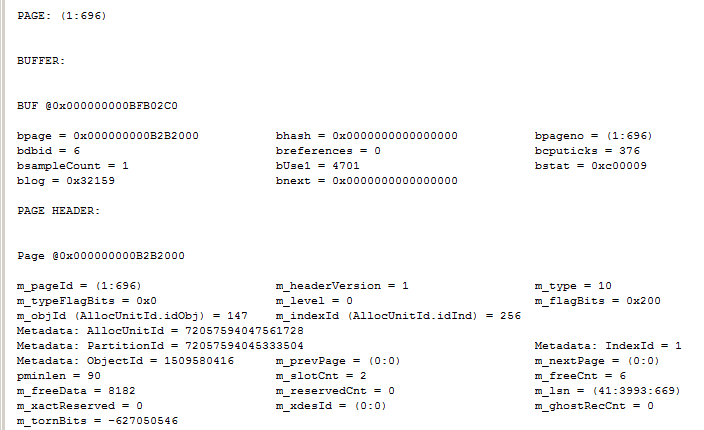 PAGE: (1:696)
BUFFER:
BUF @0x000000000BFB02C0
bpage = 0x000000000B2B2000 bhash = 0x0000000000000000 bpageno = (1:696)
bdbid = 6 breferences = 0 bcputicks = 376
bsampleCount = 1 bUse1 = 4701 bstat = 0xc00009
blog = 0x32159 bnext = 0x0000000000000000
PAGE HEADER:
Page @0x000000000B2B2000
m_pageId = (1:696) m_headerVersion = 1 m_type = 10
m_typeFlagBits = 0x0 m_level = 0 m_flagBits = 0x200
m_objId (AllocUnitId.idObj) = 147 m_indexId (AllocUnitId.idInd) = 256
Metadata: AllocUnitId = 72057594047561728
Metadata: PartitionId = 72057594045333504 Metadata: IndexId = 1
Metadata: ObjectId = 1509580416 m_prevPage = (0:0) m_nextPage = (0:0)
pminlen = 90 m_slotCnt = 2 m_freeCnt = 6
m_freeData = 8182 m_reservedCnt = 0 m_lsn = (41:3993:669)
m_xactReserved = 0 m_xdesId = (0:0) m_ghostRecCnt = 0
m_tornBits = -627050546